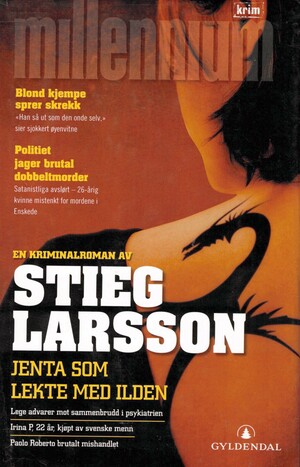 millennium
krim
Blond kjempe
sprer skrekk
«Han så ut som den onde selv,»
sier sjokkert øyenvitne
Politiet
jager brutal
dobbeltmorder
Satanistliga avslørt – 26-årig
kvinne mistenkt for mordene i
Enskede
EN KRIMINALROMAN AV
STIEG
LARSSON
JENTA SOM
LEKTE MED ILDEN
Lege advarer mot sammenbrudd i psykiatrien
Irina P, 22 år, kjøpt av svenske menn
Paolo Roberto brutalt mishandlet
GYLDENDAL